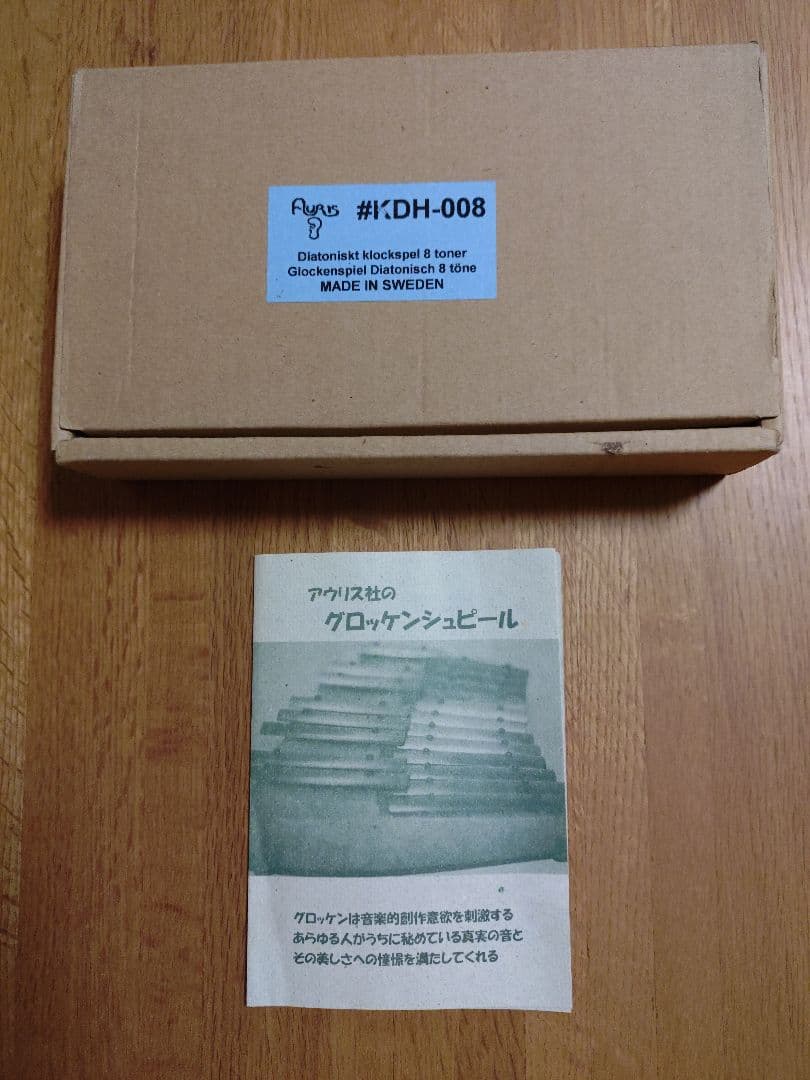 AURIS #KDH-008
Diatoniskt klockspel 8 toner
Glockenspiel Diatonisch 8 töne
MADE IN SWEDEN
アウリス社の
グロッケンシュピール
グロッケンは音楽的創作意欲を刺激する
あらゆる人がうちに秘めている真実の音と
その美しさへの憧憬を満たしてくれる